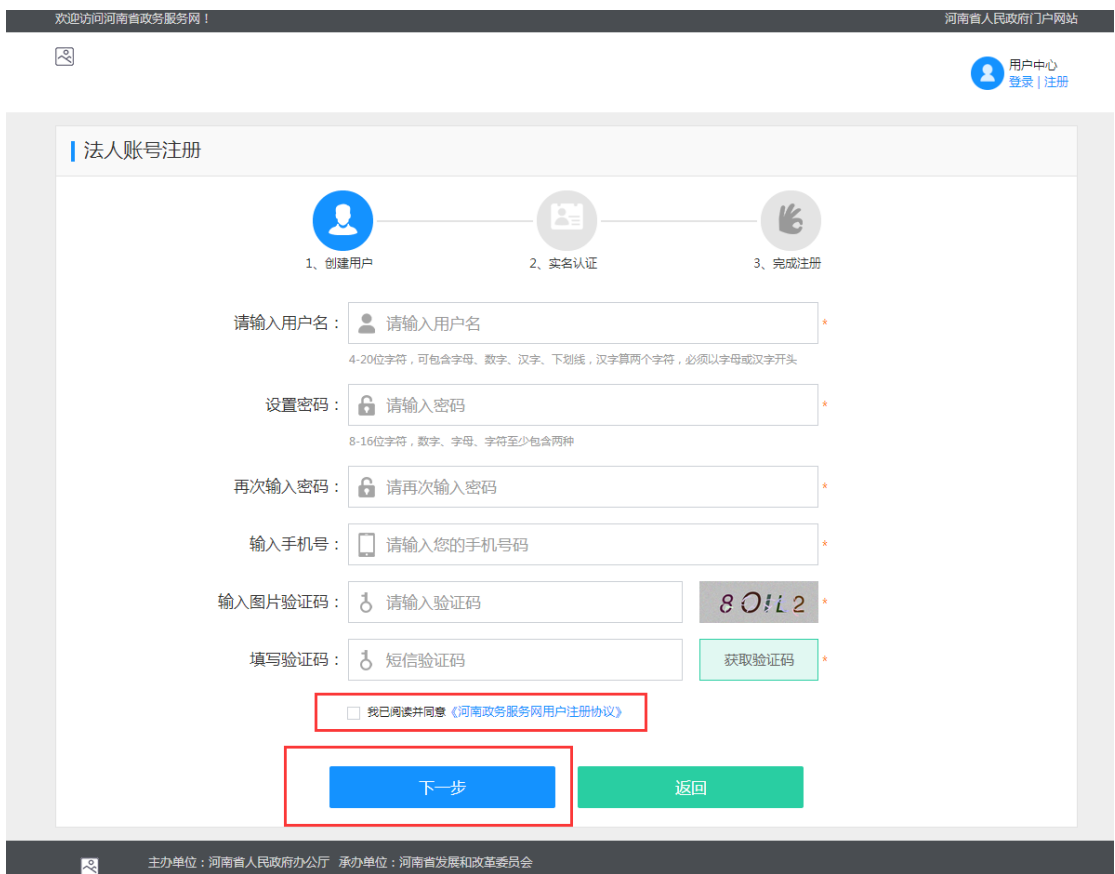 欢迎访问河南省政务服务网！ 河南省人民政府门户网站
用户中心
登录 | 注册
法人账号注册
1、创建用户 2、实名认证 3、完成注册
请输入用户名： 请输入用户名 *
4-20位字符，可包含字母、数字、汉字、下划线，汉字算两个字符，必须以字母或汉字开头
设置密码： 请输入密码 *
8-16位字符，数字、字母、字符至少包含两种
再次输入密码： 请再次输入密码 *
输入手机号： 请输入您的手机号码 *
输入图片验证码： 请输入验证码 8OIL2 *
填写验证码： 短信验证码 获取验证码 *
我已阅读并同意《河南政务服务网用户注册协议》
下一步 返回
主办单位：河南省人民政府办公厅 承办单位：河南省发展和改革委员会